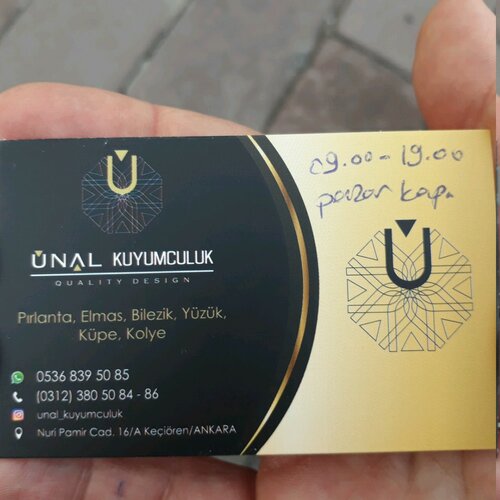 ÜNAL KUYUMCULUK
QUALITY DESIGN
Pırlanta, Elmas, Bilezik, Yüzük,
Küpe, Kolye
0536 839 50 85
(0312) 380 50 84 - 86
unal_kuyumculuk
Nuri Pamir Cad. 16/A Keçiören/ANKARA
09.00-19.00
pazar kapı